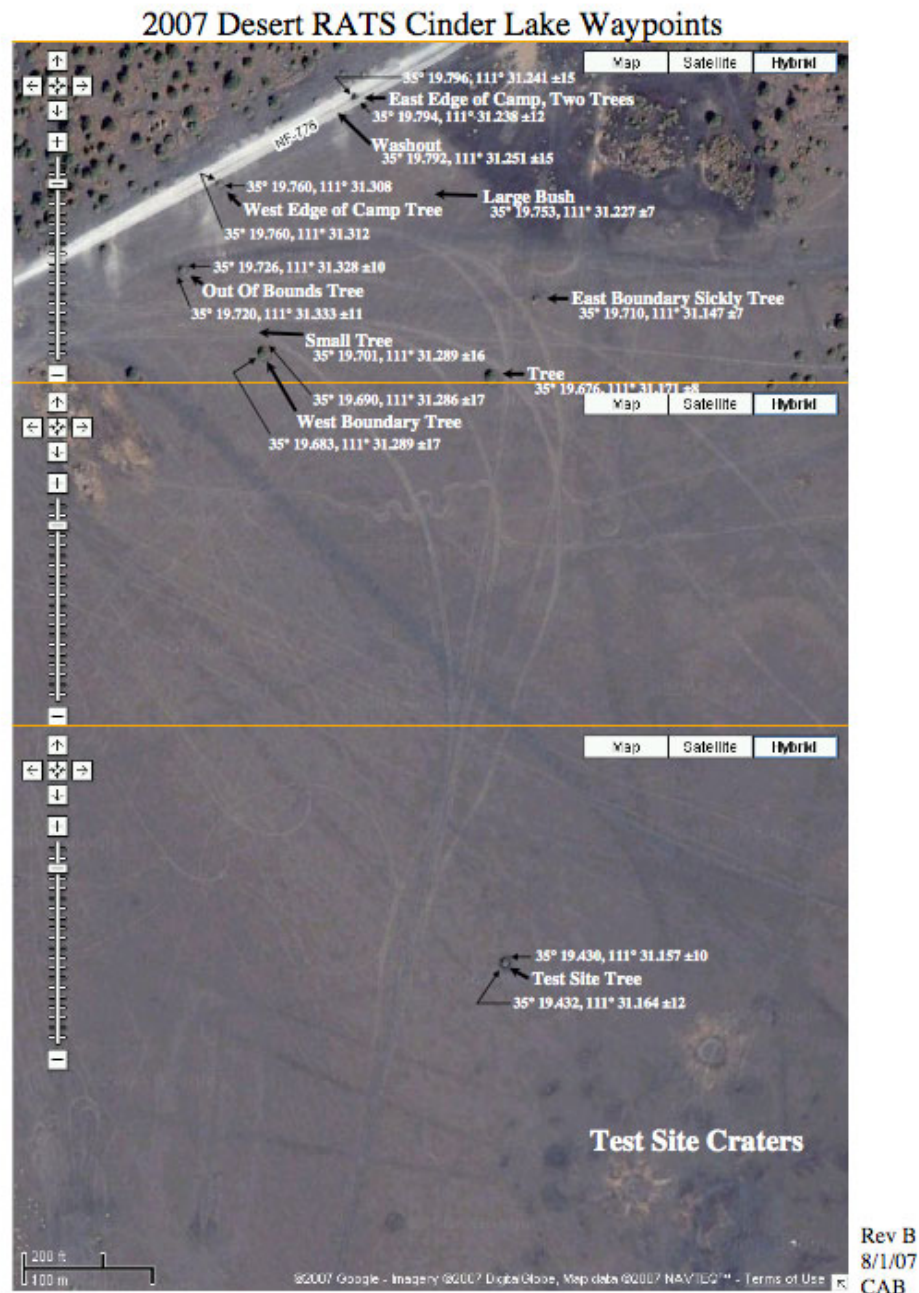 2007 Desert RATS Cinder Lake Waypoints
Map Satellite Hybrid
35° 19.796, 111° 31.241 ±15
East Edge of Camp, Two Trees
35° 19.794, 111° 31.238 ±12
NF-776
Washout
35° 19.792, 111° 31.251 ±15
35° 19.760, 111° 31.308
Large Bush
West Edge of Camp Tree
35° 19.753, 111° 31.227 ±7
35° 19.760, 111° 31.312
35° 19.726, 111° 31.328 ±10
Out Of Bounds Tree
East Boundary Sickly Tree
35° 19.720, 111° 31.333 ±11
35° 19.710, 111° 31.147 ±7
Small Tree
35° 19.701, 111° 31.289 ±16
Tree
35° 19.676, 111° 31.171 ±8
35° 19.690, 111° 31.286 ±17
Map Satellite Hybrid
West Boundary Tree
35° 19.683, 111° 31.289 ±17
Map Satellite Hybrid
35° 19.430, 111° 31.157 ±10
Test Site Tree
35° 19.432, 111° 31.164 ±12
Test Site Craters
200 ft
100 m
©2007 Google - Imagery ©2007 DigitalGlobe, Map data ©2007 NAVTEQ™ - Terms of Use
Rev B
8/1/07
CAB